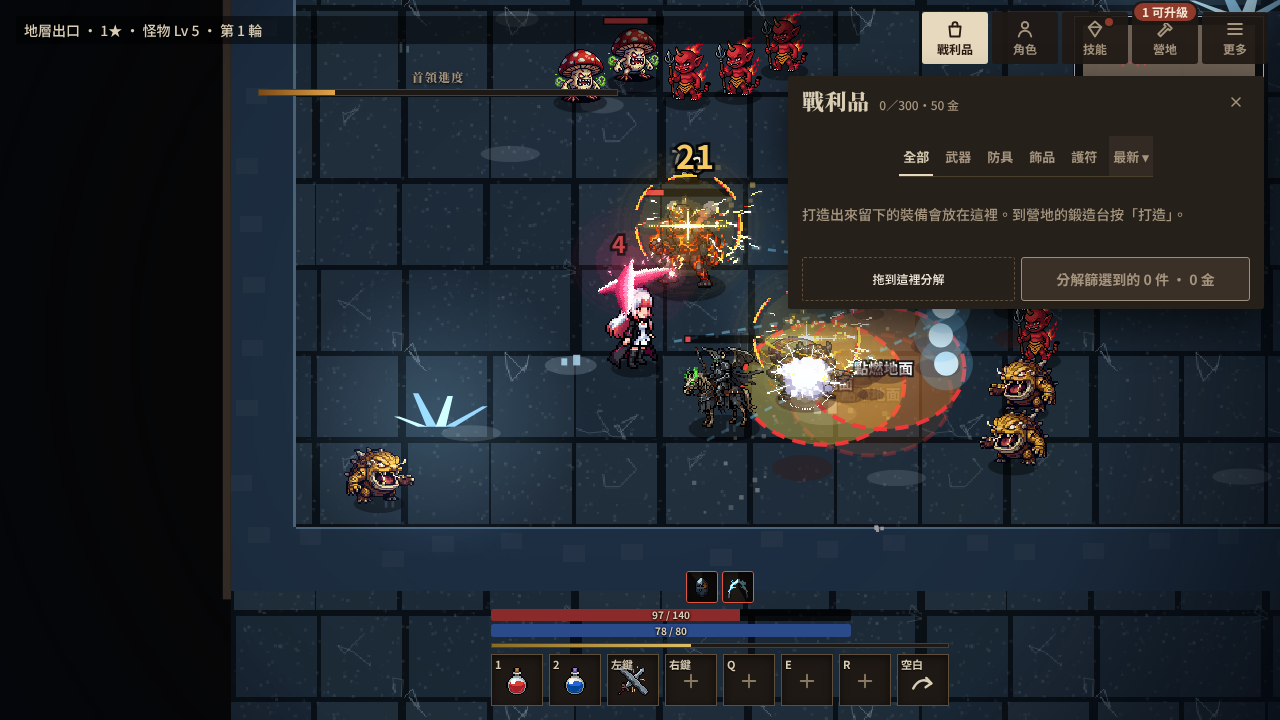 地層出口 • 1★ • 怪物 Lv 5 • 第 1 輪
1 可升級
戰利品
角色
技能
營地
更多
首領進度
戰利品 0／300・50 金
全部 武器 防具 飾品 護符 最新▾
打造出來留下的裝備會放在這裡。到營地的鍛造台按「打造」。
拖到這裡分解
分解篩選到的 0 件 • 0 金
21
4
點燃地面
97 / 140
78 / 80
1 2 左鍵 右鍵 Q E R 空白